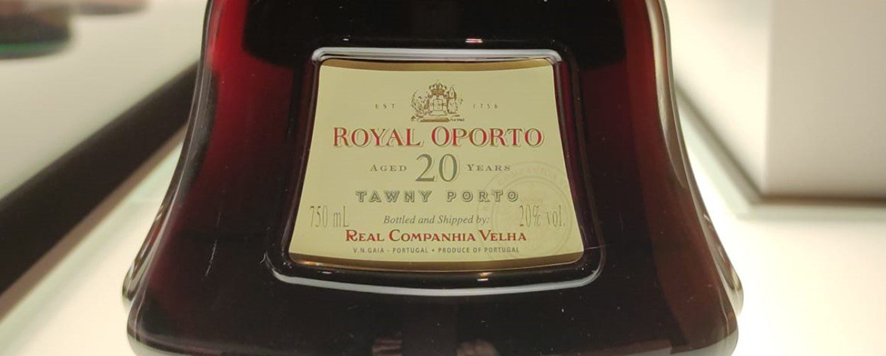 EST 1756
ROYAL OPORTO
AGED 20 YEARS
TAWNY PORTO
750 mL Bottled and Shipped by: 20% vol.
REAL COMPANHIA VELHA
V.N.GAIA - PORTUGAL • PRODUCE OF PORTUGAL